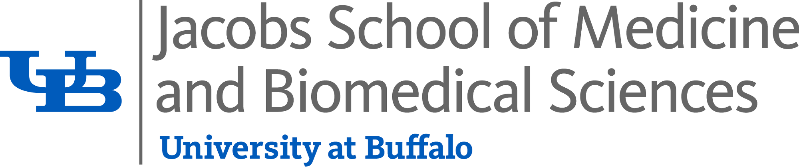 UB
Jacobs School of Medicine
and Biomedical Sciences
University at Buffalo